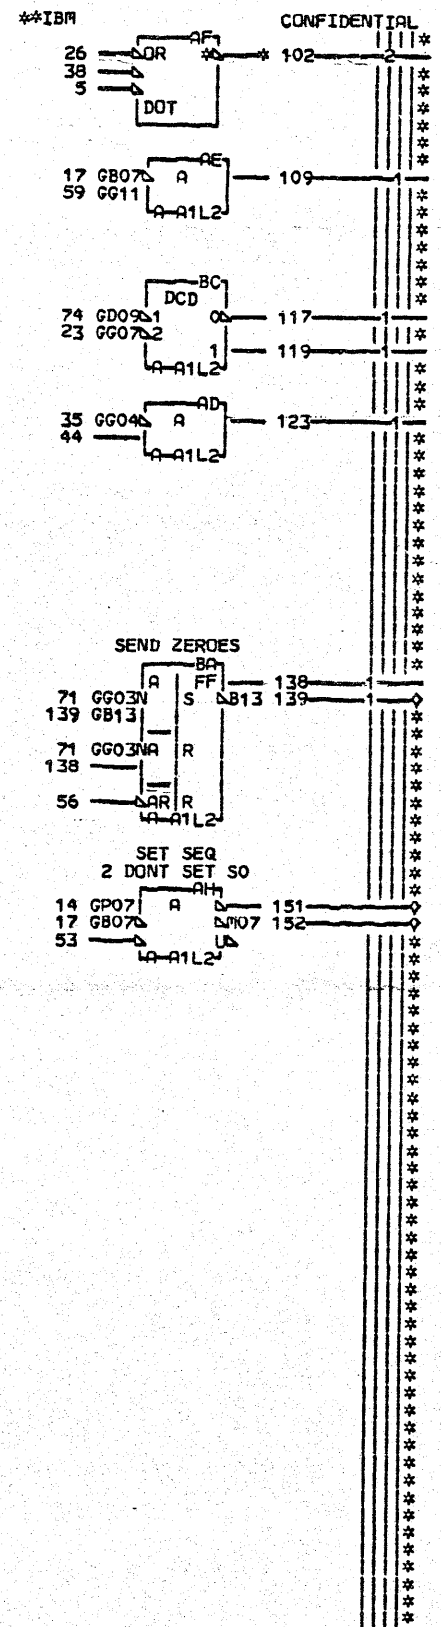 **IBM CONFIDENTIAL
AF
26 OR * * 102 2
38
5
DOT
AE
17 GB07 A 109 1
59 GG11
A-A1L2
BC
DCD
74 GD09 1 0 117 1
23 GG07 2
1 119 1
A-A1L2
AD
35 GG04 A 123 1
44
A-A1L2
SEND ZEROES
BA
A FF 138 1
71 GG03N S B13 139 1
139 GB13
71 GG03NA R
138
56 AR R
A-A1L2
SET SEQ
2 DONT SET SO
AH
14 GP07 A 151
17 GB07 M07 152
53 U
A-A1L2